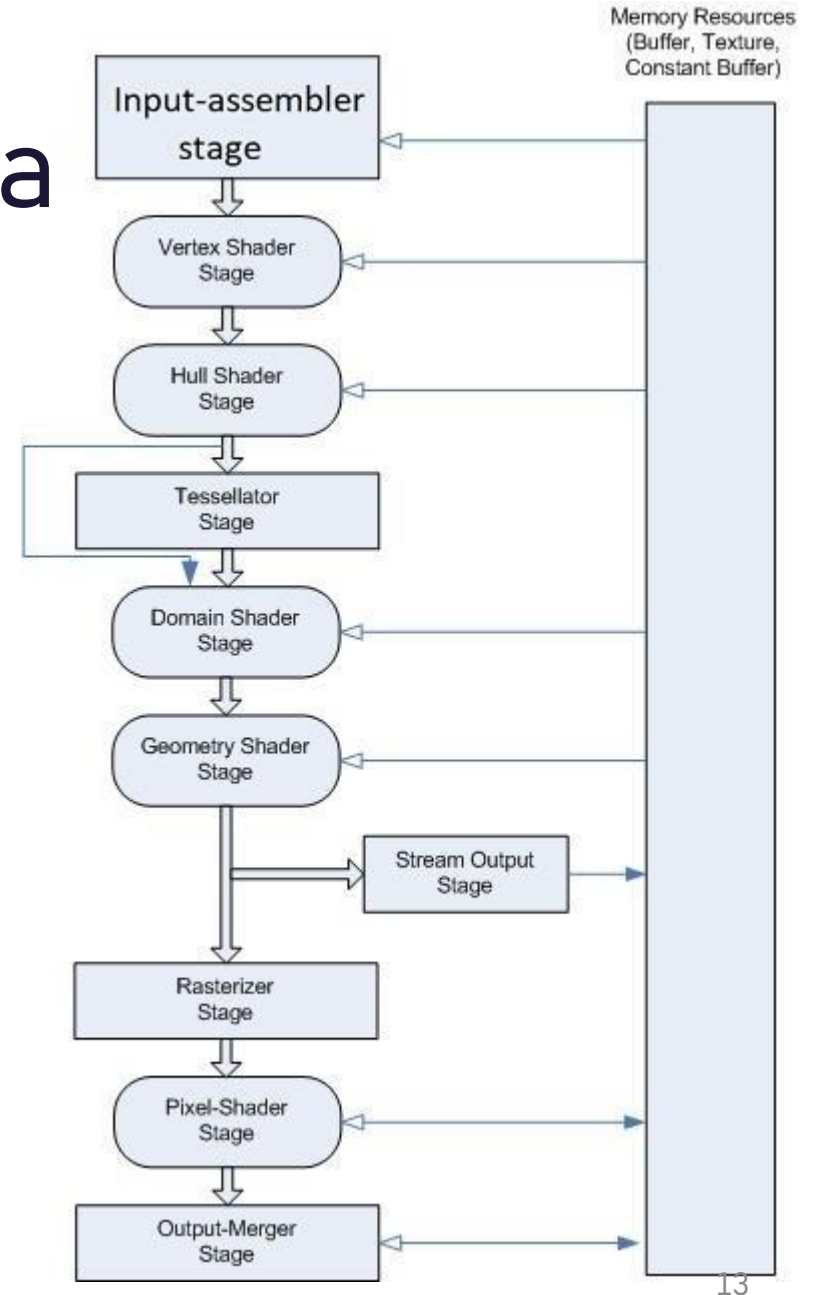 Memory Resources
(Buffer, Texture,
Constant Buffer)
Input-assembler
stage
a
Vertex Shader
Stage
Hull Shader
Stage
Tessellator
Stage
Domain Shader
Stage
Geometry Shader
Stage
Stream Output
Stage
Rasterizer
Stage
Pixel-Shader
Stage
Output-Merger
Stage
13